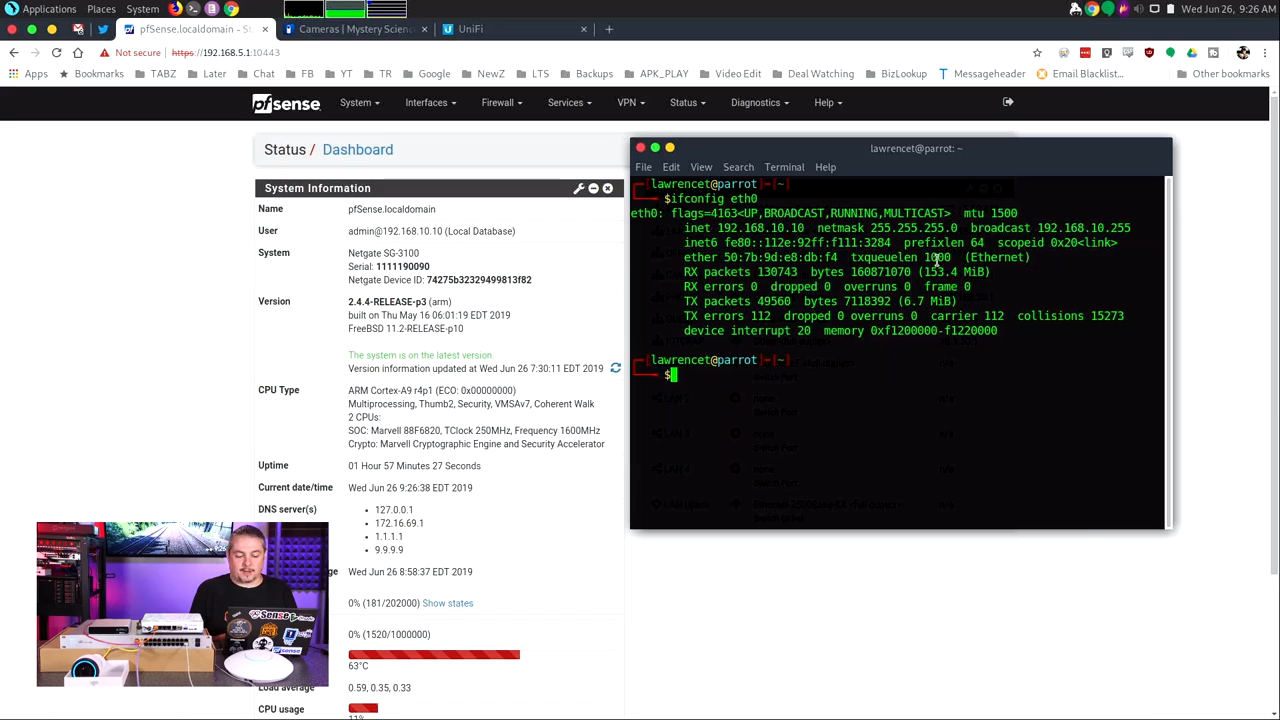 Applications Places System
Wed Jun 26, 9:26 AM
pfSense.localdomain - St
Cameras | Mystery Scienc
UniFi
Not secure https://192.168.5.1:10443
Apps Bookmarks TABZ Later Chat FB YT TR Google NewZ LTS Backups APK_PLAY Video Edit Deal Watching BizLookup Messageheader Email Blacklist... Other bookmarks
pfsense System Interfaces Firewall Services VPN Status Diagnostics Help
Status / Dashboard
System Information
Name pfSense.localdomain
User admin@192.168.10.10 (Local Database)
System Netgate SG-3100
Serial: 1111190090
Netgate Device ID: 74275b32329499813f82
Version 2.4.4-RELEASE-p3 (arm)
built on Thu May 16 06:01:19 EDT 2019
FreeBSD 11.2-RELEASE-p10
The system is on the latest version.
Version information updated at Wed Jun 26 7:30:11 EDT 2019
CPU Type ARM Cortex-A9 r4p1 (ECO: 0x00000000)
Multiprocessing, Thumb2, Security, VMSAv7, Coherent Walk
2 CPUs:
SOC: Marvell 88F6820, TClock 250MHz, Frequency 1600MHz
Crypto: Marvell Cryptographic Engine and Security Accelerator
Uptime 01 Hour 57 Minutes 27 Seconds
Current date/time Wed Jun 26 9:26:38 EDT 2019
DNS server(s) 127.0.0.1
172.16.69.1
1.1.1.1
9.9.9.9
Wed Jun 26 8:58:37 EDT 2019
0% (181/202000) Show states
0% (1520/1000000)
63°C
Load average 0.59, 0.35, 0.33
CPU usage
11%
lawrencet@parrot: ~
File Edit View Search Terminal Help
[lawrencet@parrot]-[~]
$ifconfig eth0
eth0: flags=4163<UP,BROADCAST,RUNNING,MULTICAST> mtu 1500
inet 192.168.10.10 netmask 255.255.255.0 broadcast 192.168.10.255
inet6 fe80::112e:92ff:f111:3284 prefixlen 64 scopeid 0x20<link>
ether 50:7b:9d:e8:db:f4 txqueuelen 1000 (Ethernet)
RX packets 130743 bytes 160871070 (153.4 MiB)
RX errors 0 dropped 0 overruns 0 frame 0
TX packets 49560 bytes 7118392 (6.7 MiB)
TX errors 112 dropped 0 overruns 0 carrier 112 collisions 15273
device interrupt 20 memory 0xf1200000-f1220000
[lawrencet@parrot]-[~]
$